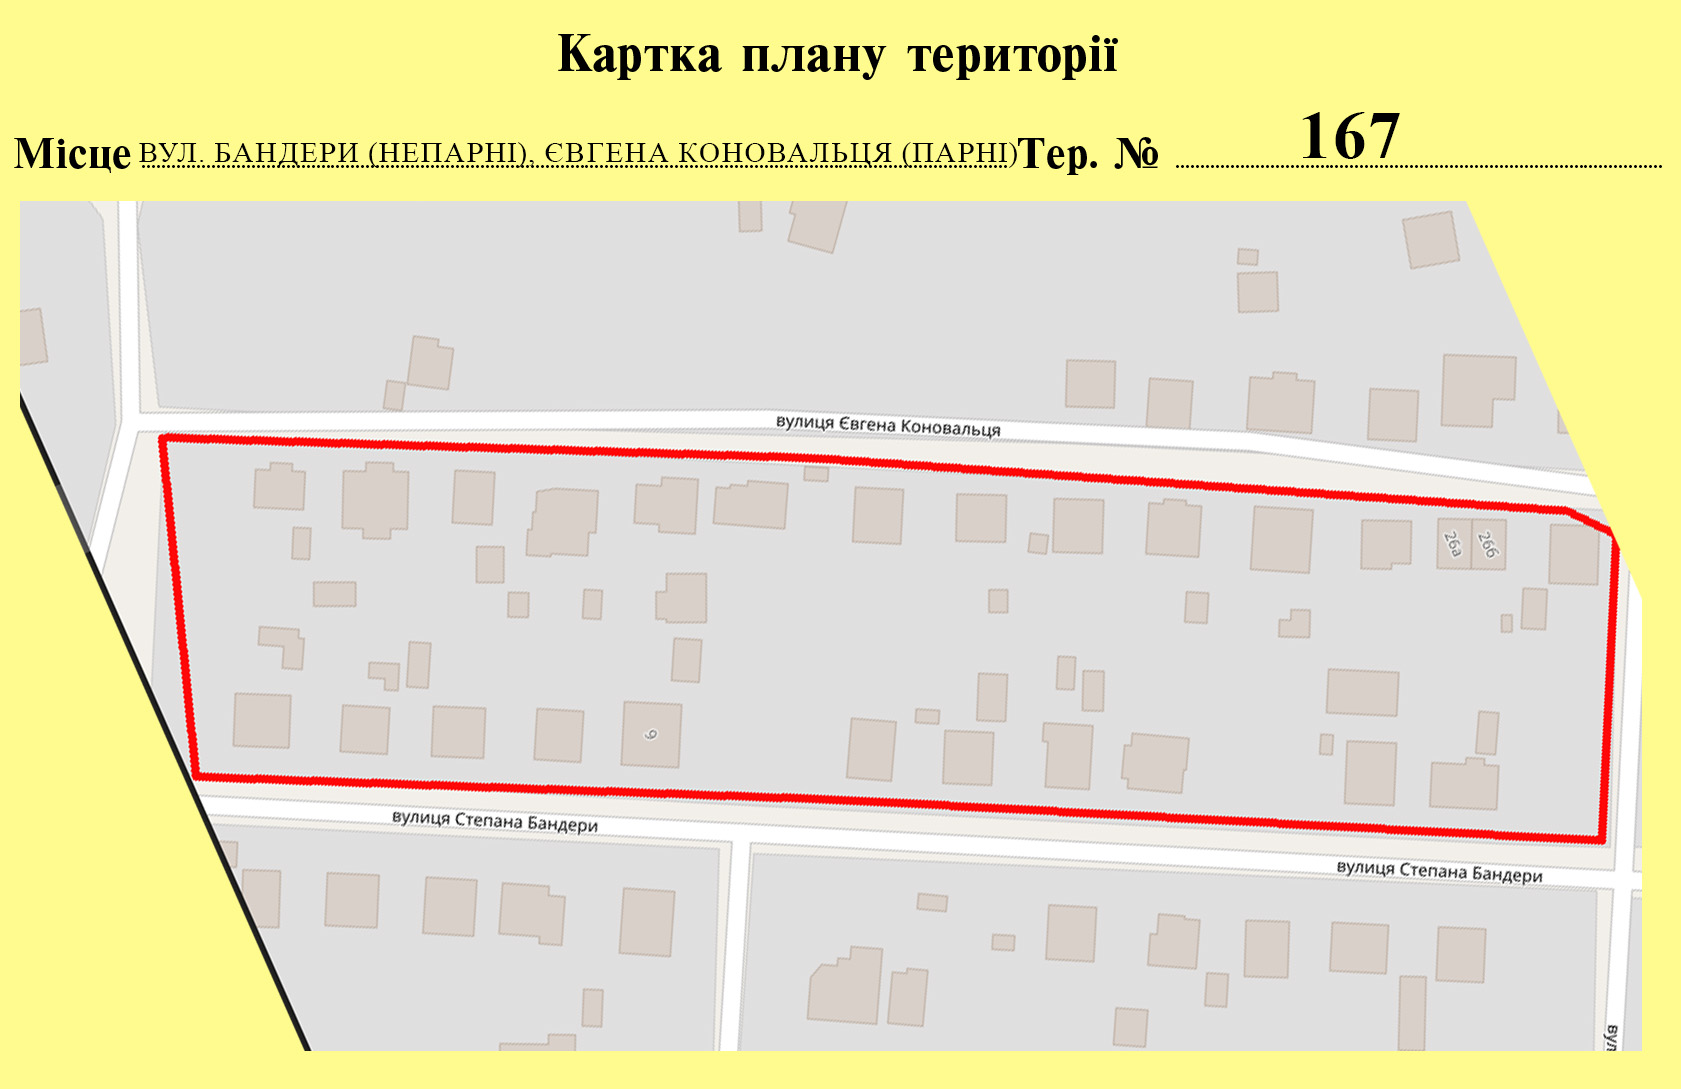 Картка плану території
Місце ВУЛ. БАНДЕРИ (НЕПАРНІ), ЄВГЕНА КОНОВАЛЬЦЯ (ПАРНІ) Тер. № 167
вулиця Євгена Коновальця
26а
26б
9
вулиця Степана Бандери
вулиця Степана Бандери
вул